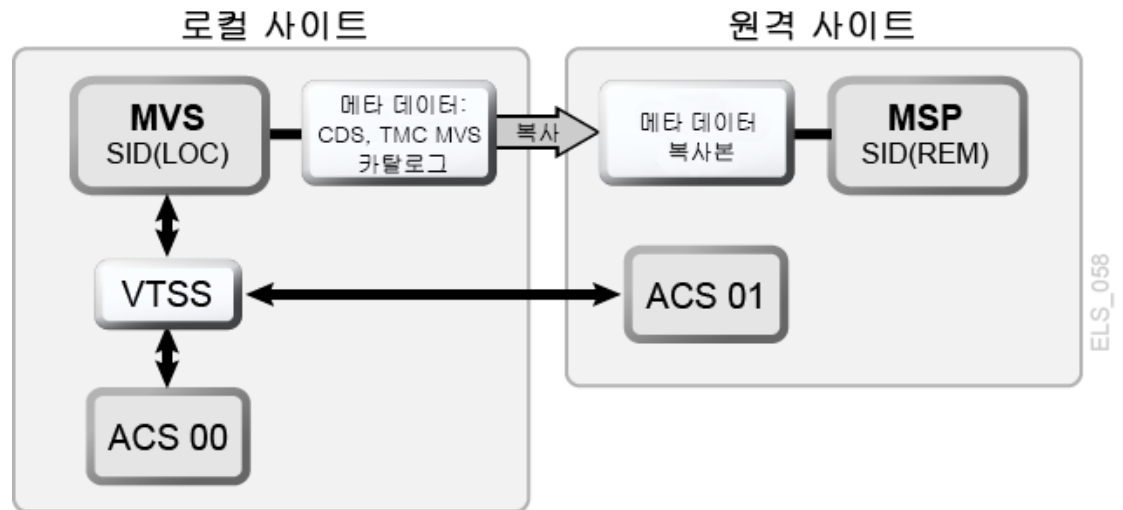 로컬 사이트
원격 사이트
MVS
SID(LOC)
메타 데이터:
CDS, TMC MVS
카탈로그
복사
메타 데이터
복사본
MSP
SID(REM)
VTSS
ACS 01
ACS 00
ELS_058